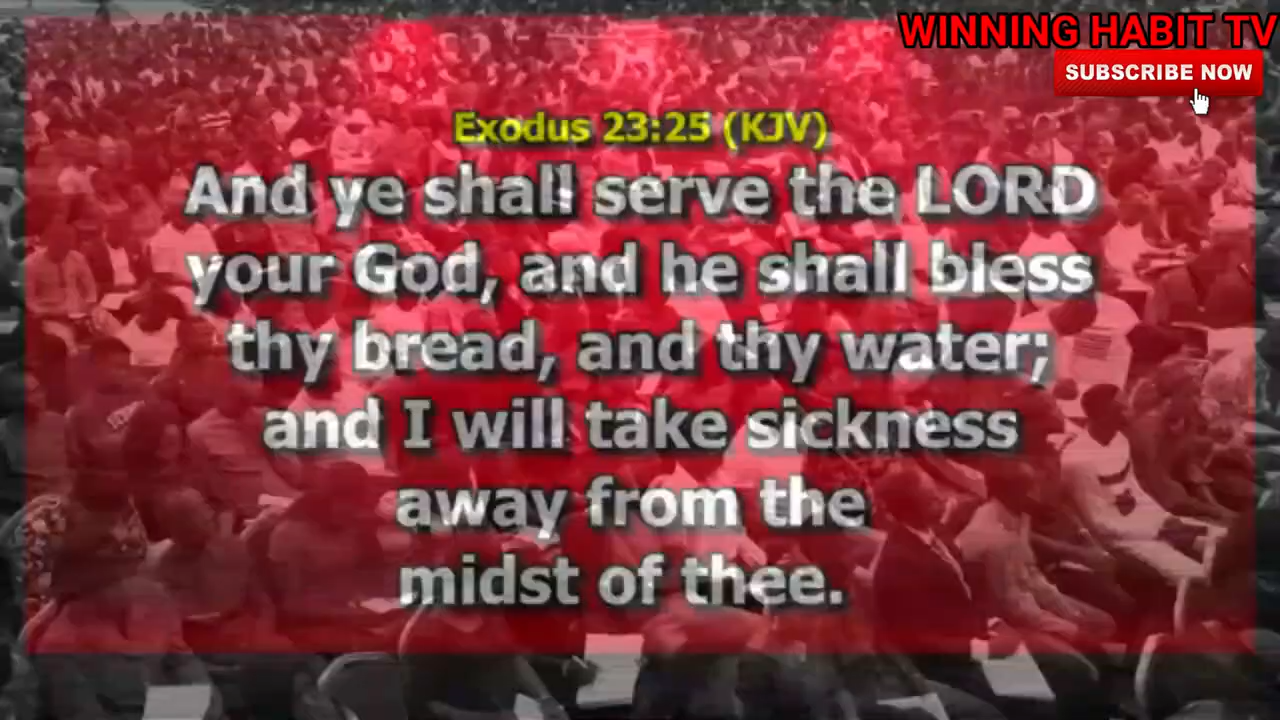 WINNING HABIT TV
SUBSCRIBE NOW
Exodus 23:25 (KJV)
And ye shall serve the LORD
your God, and he shall bless
thy bread, and thy water;
and I will take sickness
away from the
midst of thee.